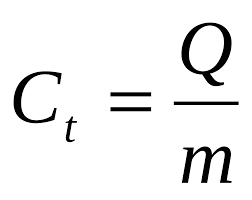 C_t = Q/m